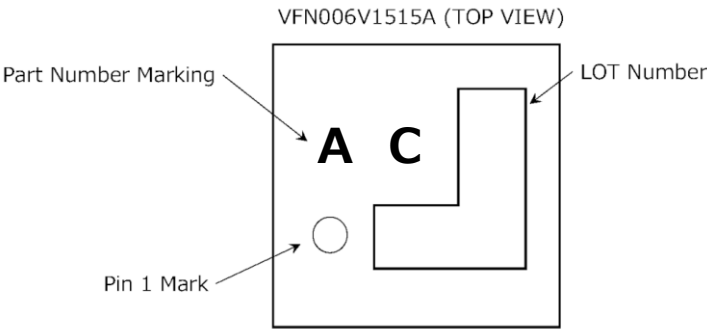 VFN006V1515A (TOP VIEW)
Part Number Marking
LOT Number
A C
Pin 1 Mark